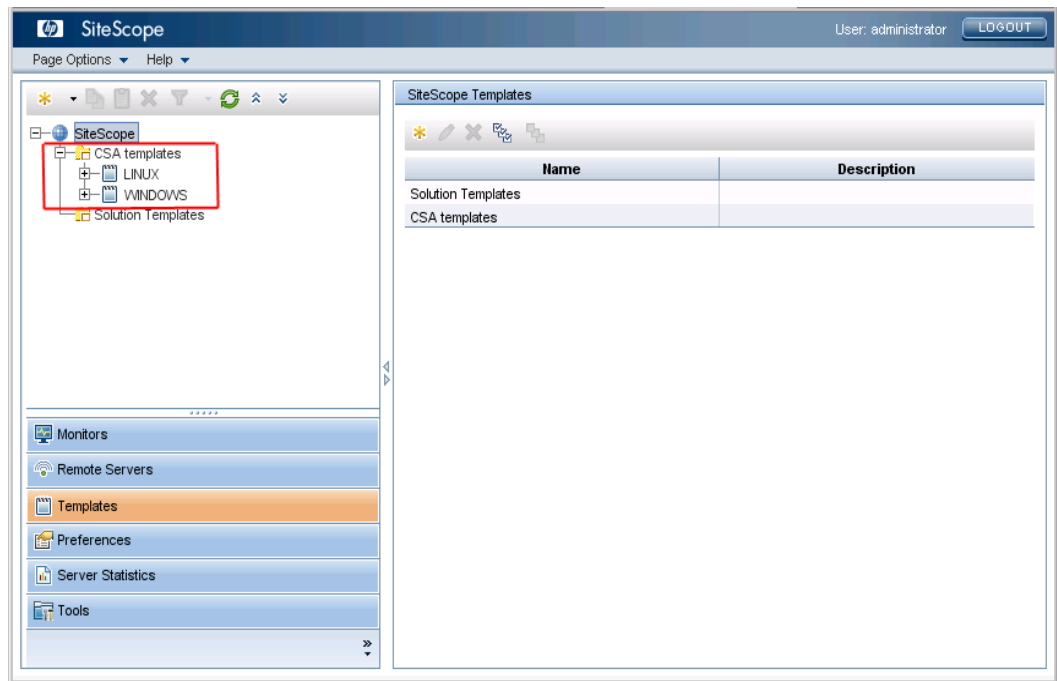 hp SiteScope User: administrator LOGOUT
Page Options Help
SiteScope
CSA templates
LINUX
WINDOWS
Solution Templates
Monitors
Remote Servers
Templates
Preferences
Server Statistics
Tools
SiteScope Templates
Name Description
Solution Templates
CSA templates